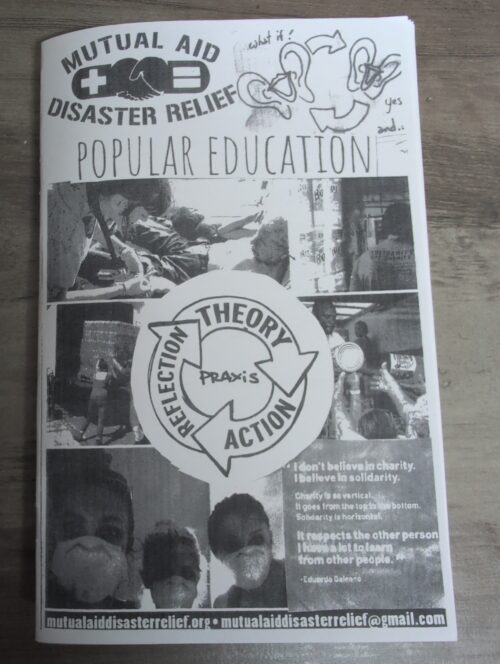 MUTUAL AID
DISASTER RELIEF
what if?
yes
and..
POPULAR EDUCATION
THEORY
ACTION
REFLECTION
PRAXIS
"I don't believe in charity.
I believe in solidarity.
Charity is so vertical.
It goes from the top to the bottom.
Solidarity is horizontal.
It respects the other person.
I have a lot to learn
from other people."
-Eduardo Galeano
mutualaiddisasterrelief.org • mutualaiddisasterrelief@gmail.com